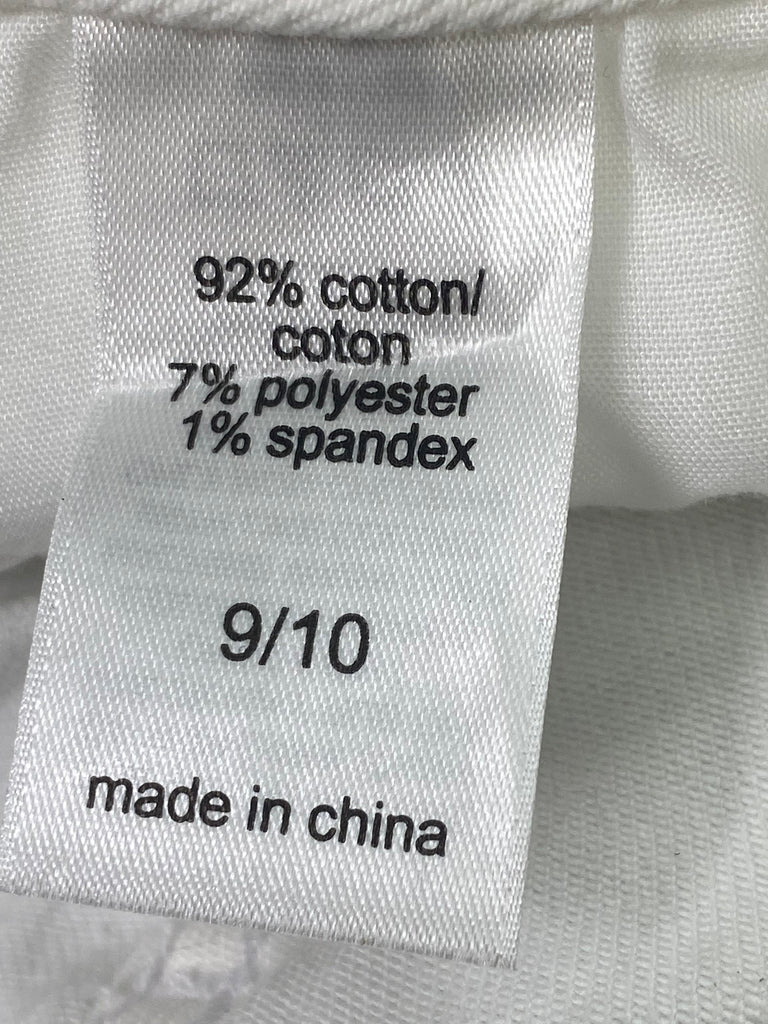 92% cotton/
coton
7% polyester
1% spandex
9/10
made in china